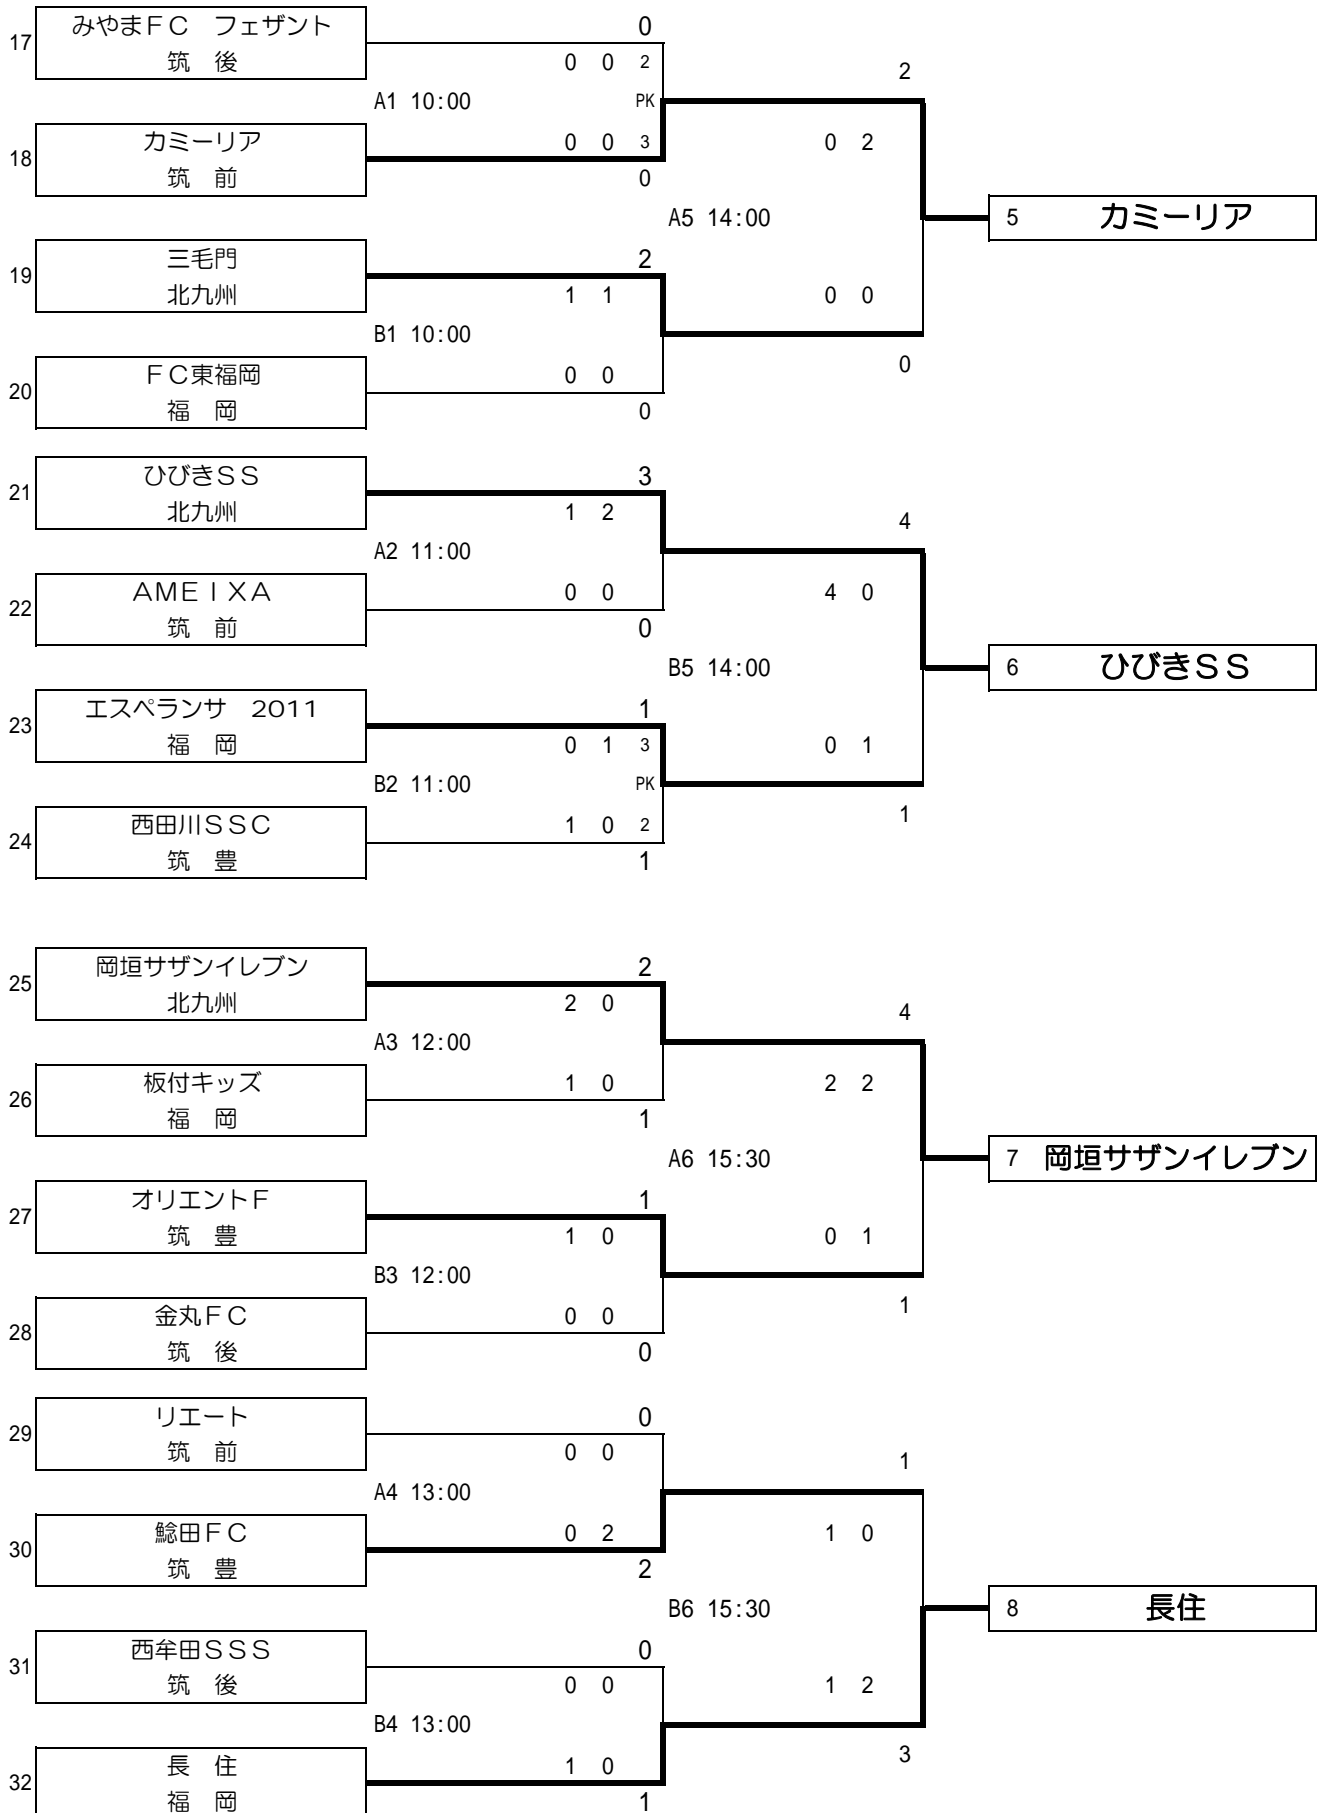 17 みやまＦＣ　フェザント 0
筑　後 0 0 2
A1 10:00 PK
18 カミーリア 0 0 3
筑　前 0
2
0 2
A5 14:00
5 カミーリア
19 三毛門 2
北九州 1 1
0 0
B1 10:00
20 ＦＣ東福岡 0 0
福　岡 0
0
21 ひびきＳＳ 3
北九州 1 2
A2 11:00
22 ＡＭＥＩＸＡ 0 0
筑　前 0
4
4 0
B5 14:00
6 ひびきＳＳ
23 エスペランサ　2011 1
福　岡 0 1 3
0 1
B2 11:00 PK
24 西田川ＳＳＣ 1 0 2
筑　豊 1
1
25 岡垣サザンイレブン 2
北九州 2 0
A3 12:00
26 板付キッズ 1 0
福　岡 1
4
2 2
A6 15:30
7 岡垣サザンイレブン
27 オリエントＦ 1
筑　豊 1 0
0 1
B3 12:00
28 金丸ＦＣ 0 0
筑　後 0
1
29 リエート 0
筑　前 0 0
A4 13:00
30 鯰田ＦＣ 0 2
筑　豊 2
1
1 0
B6 15:30
8 長住
31 西牟田ＳＳＳ 0
筑　後 0 0
1 2
B4 13:00
32 長　住 1 0
福　岡 1
3